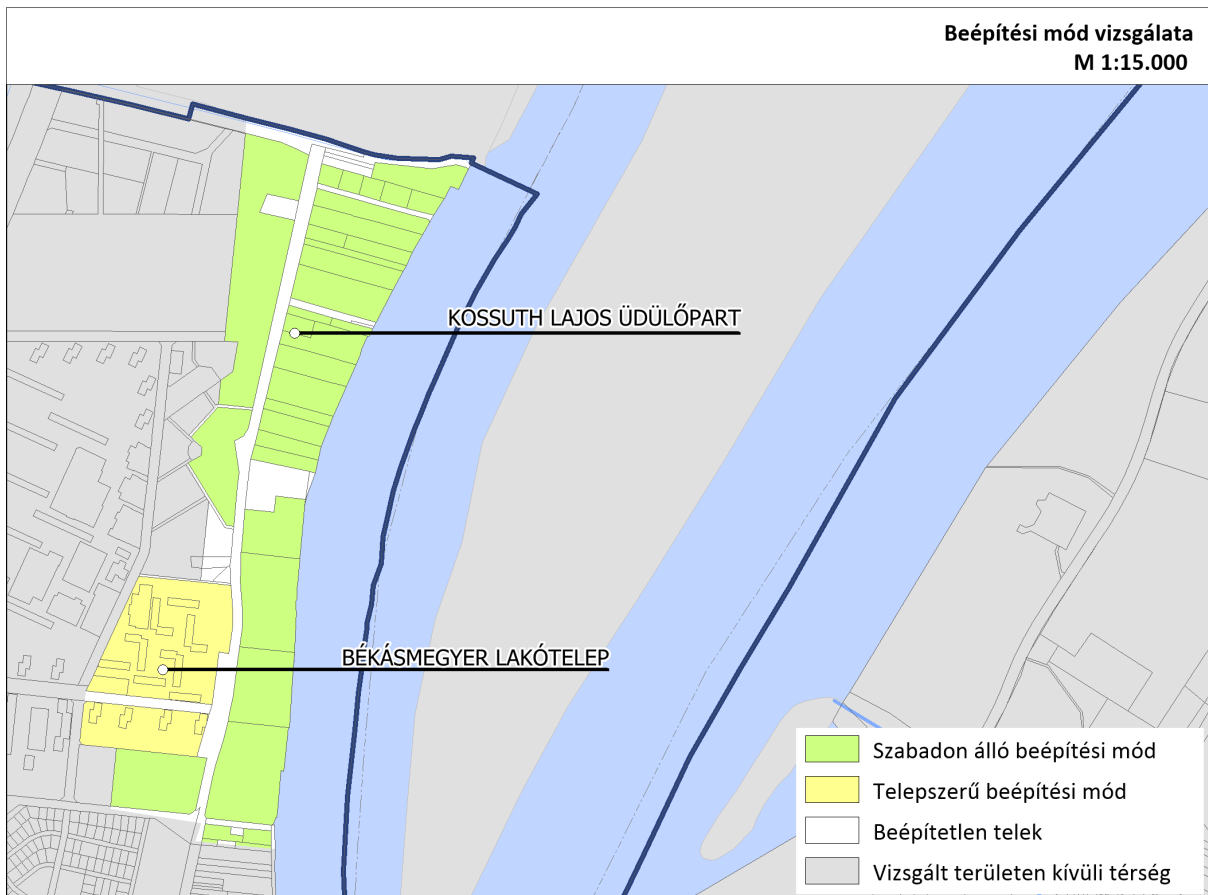 Beépítési mód vizsgálata
M 1:15.000
KOSSUTH LAJOS ÜDÜLŐPART
BÉKÁSMEGYER LAKÓTELEP
Szabadon álló beépítési mód
Telepszerű beépítési mód
Beépítetlen telek
Vizsgált területen kívüli térség